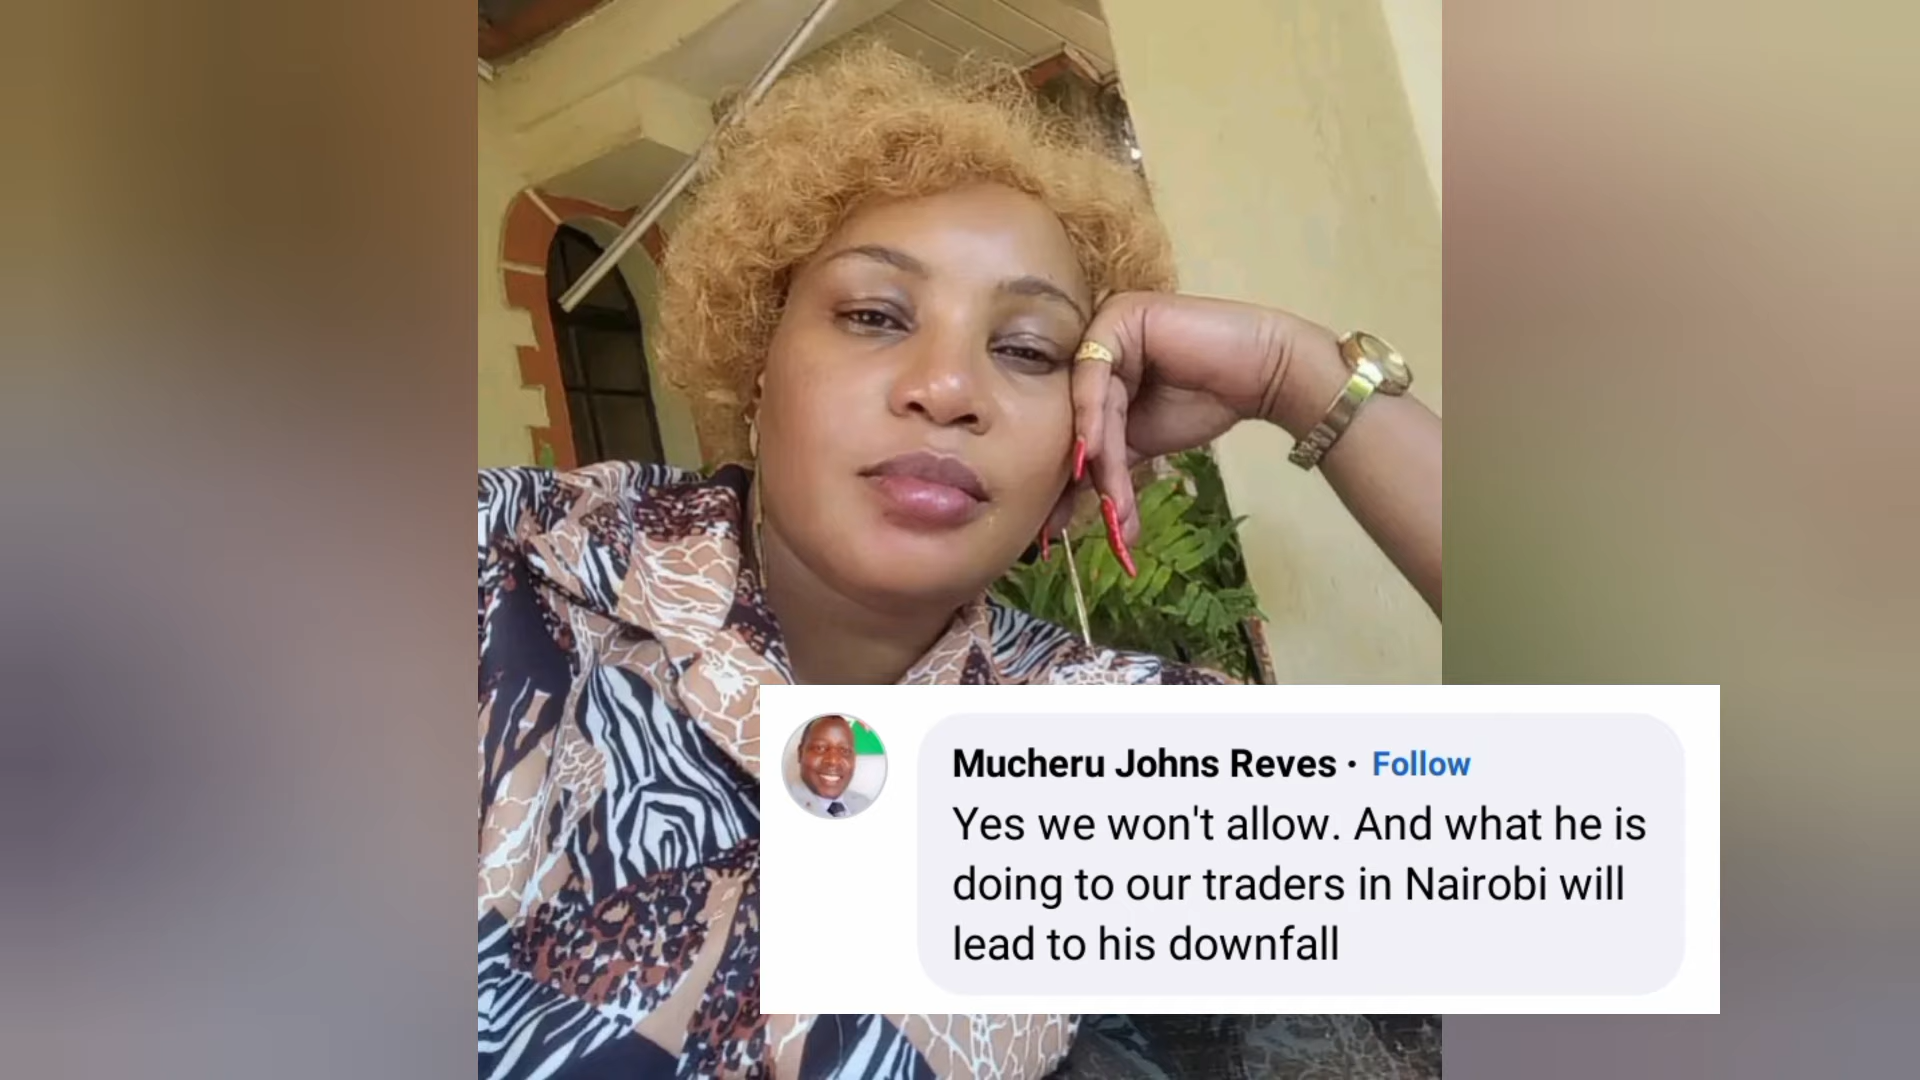 Mucheru Johns Reves · Follow
Yes we won't allow. And what he is
doing to our traders in Nairobi will
lead to his downfall